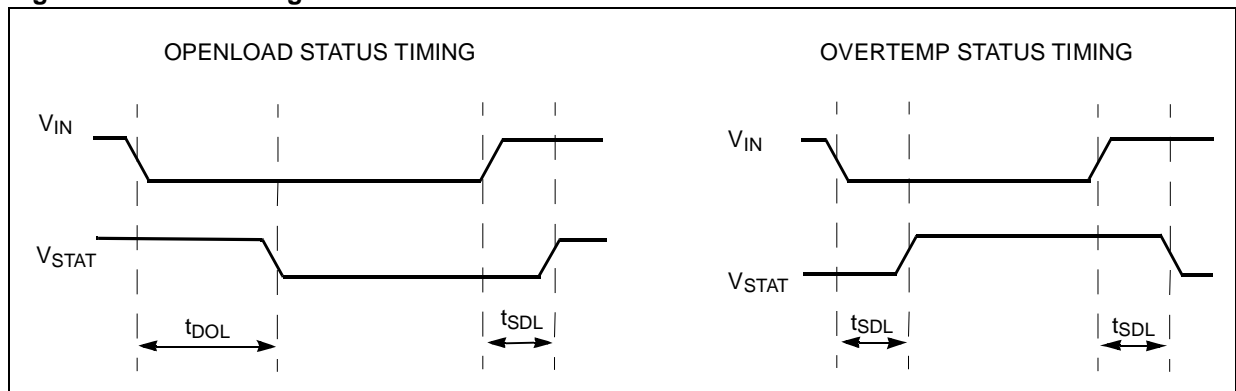 OPENLOAD STATUS TIMING
VIN
VSTAT
tDOL
tSDL
OVERTEMP STATUS TIMING
VIN
VSTAT
tSDL
tSDL